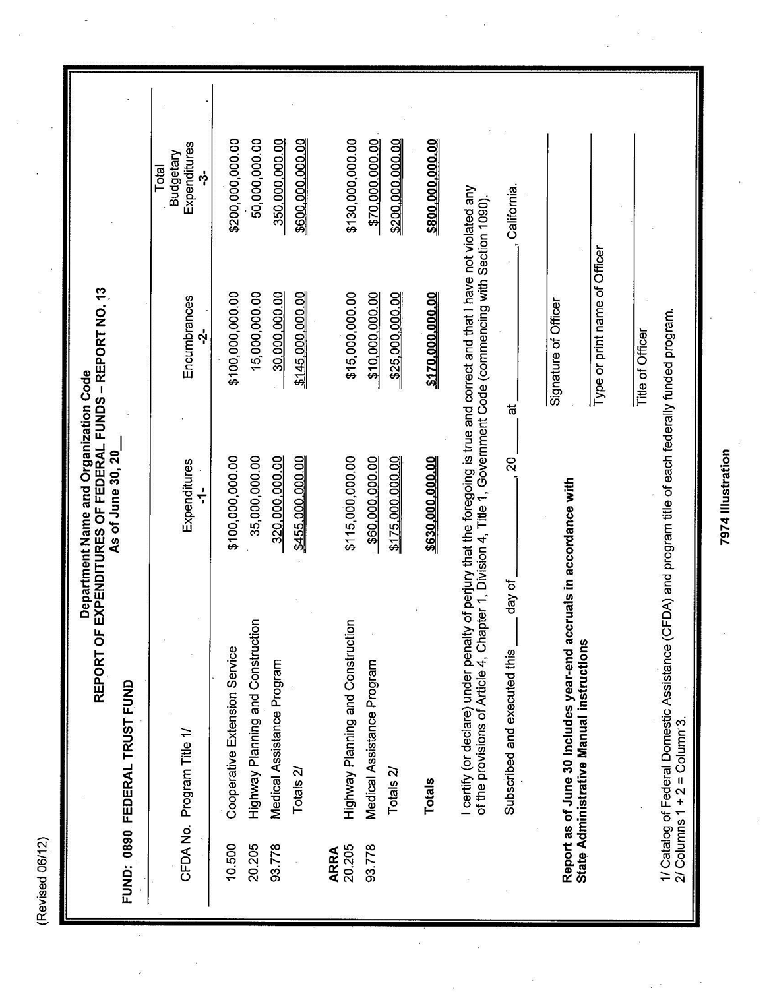 (Revised 06/12)
Department Name and Organization Code
REPORT OF EXPENDITURES OF FEDERAL FUNDS – REPORT NO. 13
As of June 30, 20__
FUND: 0890 FEDERAL TRUST FUND
Total
Budgetary
CFDA No. Program Title 1/ Expenditures Encumbrances Expenditures
-1- -2- -3-
10.500 Cooperative Extension Service $100,000,000.00 $100,000,000.00 $200,000,000.00
20.205 Highway Planning and Construction 35,000,000.00 15,000,000.00 50,000,000.00
93.778 Medical Assistance Program 320,000,000.00 30,000,000.00 350,000,000.00
Totals 2/ $455,000,000.00 $145,000,000.00 $600,000,000.00
ARRA
20.205 Highway Planning and Construction $115,000,000.00 $15,000,000.00 $130,000,000.00
93.778 Medical Assistance Program $60,000,000.00 $10,000,000.00 $70,000,000.00
Totals 2/ $175,000,000.00 $25,000,000.00 $200,000,000.00
Totals $630,000,000.00 $170,000,000.00 $800,000,000.00
I certify (or declare) under penalty of perjury that the foregoing is true and correct and that I have not violated any
of the provisions of Article 4, Chapter 1, Division 4, Title 1, Government Code (commencing with Section 1090).
Subscribed and executed this ____ day of ______________, 20 _____ at ____________________, California.
Signature of Officer
Report as of June 30 includes year-end accruals in accordance with
State Administrative Manual instructions
Type or print name of Officer
Title of Officer
1/ Catalog of Federal Domestic Assistance (CFDA) and program title of each federally funded program.
2/ Columns 1 + 2 = Column 3.
7974 Illustration